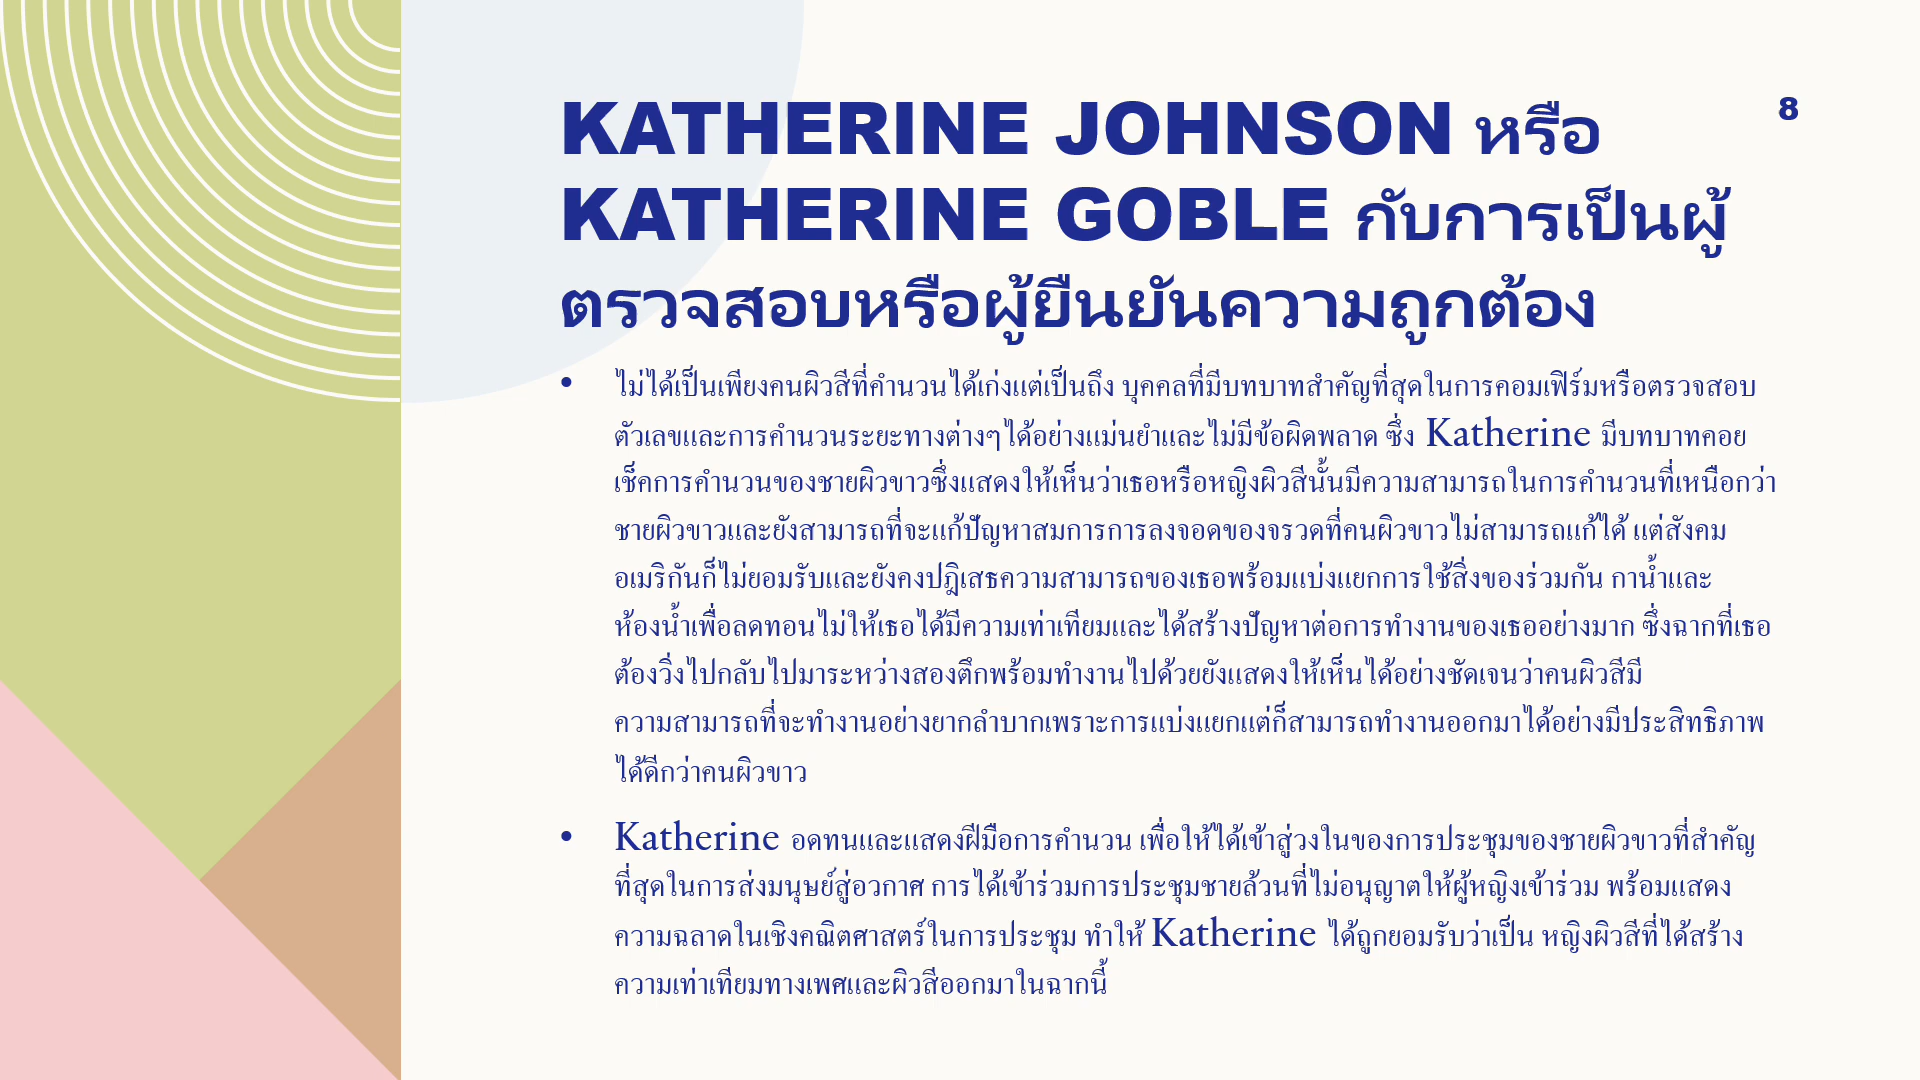 KATHERINE JOHNSON หรือ
8
KATHERINE GOBLE กับการเป็นผู้
ตรวจสอบหรือผู้ยืนยันความถูกต้อง
• ไม่ได้เป็นเพียงคนผิวสีที่คำนวนได้เก่งแต่เป็นถึง บุคคลที่มีบทบาทสำคัญที่สุดในการคอมเฟิร์มหรือตรวจสอบ
ตัวเลขและการคำนวนระยะทางต่างๆได้อย่างแม่นยำและไม่มีข้อผิดพลาด ซึ่ง Katherine มีบทบาทคอย
เช็คการคำนวนของชายผิวขาวซึ่งแสดงให้เห็นว่าเธอหรือหญิงผิวสีนั้นมีความสามารถในการคำนวนที่เหนือกว่า
ชายผิวขาวและยังสามารถที่จะแก้ปัญหาสมการการลงจอดของจรวดที่คนผิวขาวไม่สามารถแก้ได้ แต่สังคม
อเมริกันก็ไม่ยอมรับและยังคงปฎิเสธความสามารถของเธอพร้อมแบ่งแยกการใช้สิ่งของร่วมกัน กาน้ำและ
ห้องน้ำเพื่อลดทอนไม่ให้เธอได้มีความเท่าเทียมและได้สร้างปัญหาต่อการทำงานของเธออย่างมาก ซึ่งฉากที่เธอ
ต้องวิ่งไปกลับไปมาระหว่างสองตึกพร้อมทำงานไปด้วยยังแสดงให้เห็นได้อย่างชัดเจนว่าคนผิวสีมี
ความสามารถที่จะทำงานอย่างยากลำบากเพราะการแบ่งแยกแต่ก็สามารถทำงานออกมาได้อย่างมีประสิทธิภาพ
ได้ดีกว่าคนผิวขาว
• Katherine อดทนและแสดงฝีมือการคำนวน เพื่อให้ได้เข้าสู่วงในของการประชุมของชายผิวขาวที่สำคัญ
ที่สุดในการส่งมนุษย์สู่อวกาศ การได้เข้าร่วมการประชุมชายล้วนที่ไม่อนุญาตให้ผู้หญิงเข้าร่วม พร้อมแสดง
ความฉลาดในเชิงคณิตศาสตร์ในการประชุม ทำให้ Katherine ได้ถูกยอมรับว่าเป็น หญิงผิวสีที่ได้สร้าง
ความเท่าเทียมทางเพศและผิวสีออกมาในฉากนี้